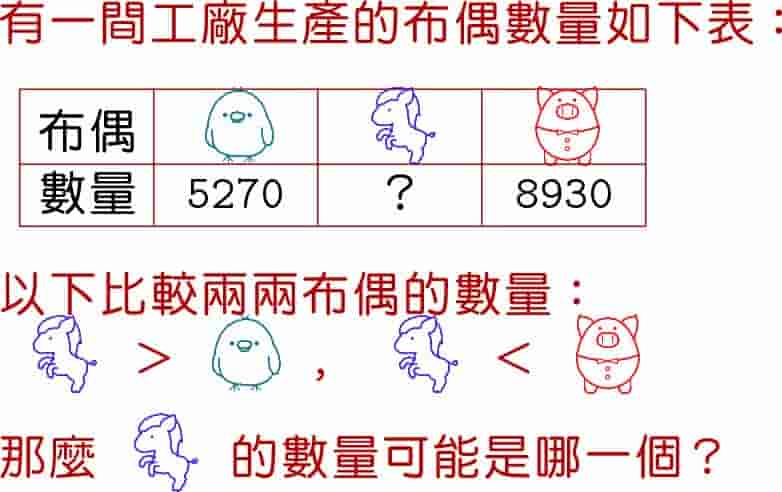 有一間工廠生產的布偶數量如下表：
布偶
數量 5270 ? 8930
以下比較兩兩布偶的數量：
> , <
那麼 的數量可能是哪一個？